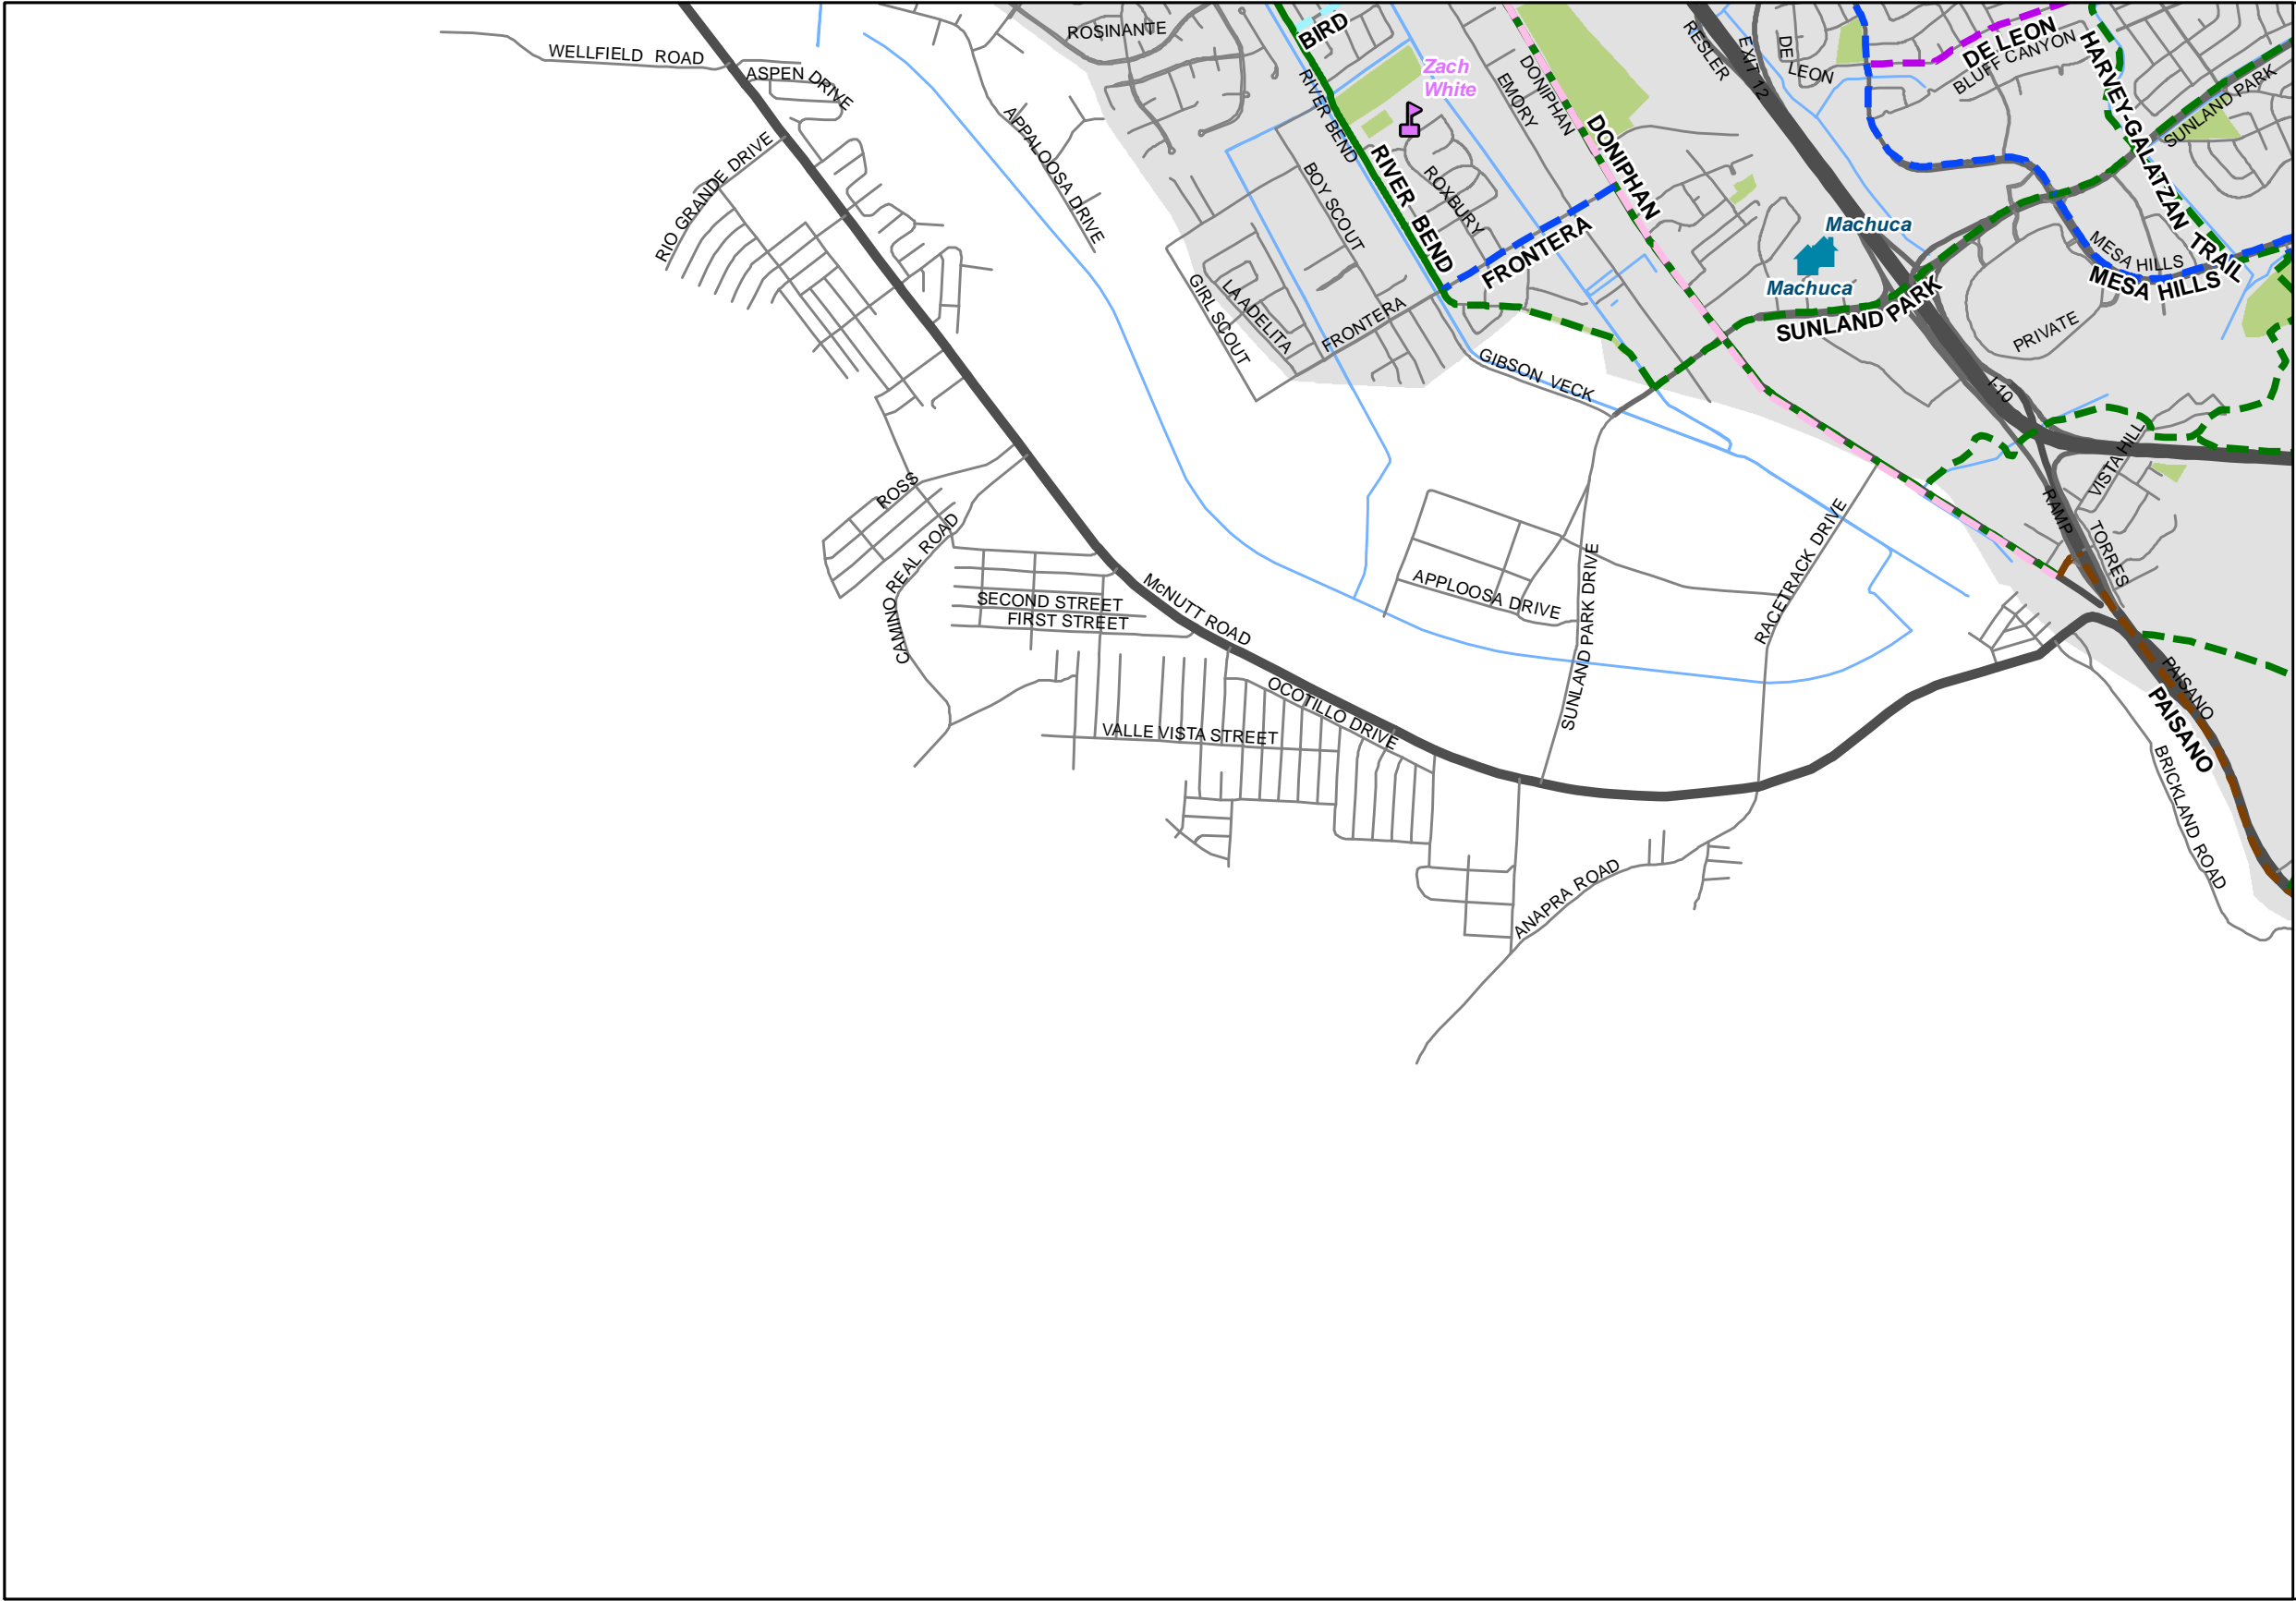 ROSINANTE
WELLFIELD ROAD
ASPEN DRIVE
RIO GRANDE DRIVE
APPALOOSA DRIVE
BIRD
Zach
White
RIVER BEND
RIVER BEND
BOY SCOUT
ROXBURY
EMORY
DONIPHAN
DONIPHAN
RESLER
EXIT 12
DE
LEON
DE LEON
BLUFF CANYON
HARVEY-GALATZAN TRAIL
SUNLAND PARK
FRONTERA
Machuca
Machuca
MESA HILLS
MESA HILLS
SUNLAND PARK
PRIVATE
GIRL SCOUT
LA ADELITA
FRONTERA
GIBSON VECK
I-10
VISTA HILL
RAMP
TORRES
ROSS
CAMINO REAL ROAD
SECOND STREET
FIRST STREET
McNUTT ROAD
APPLOOSA DRIVE
SUNLAND PARK DRIVE
RACETRACK DRIVE
OCOTILLO DRIVE
VALLE VISTA STREET
PAISANO
PAISANO
BRICKLAND ROAD
ANAPRA ROAD